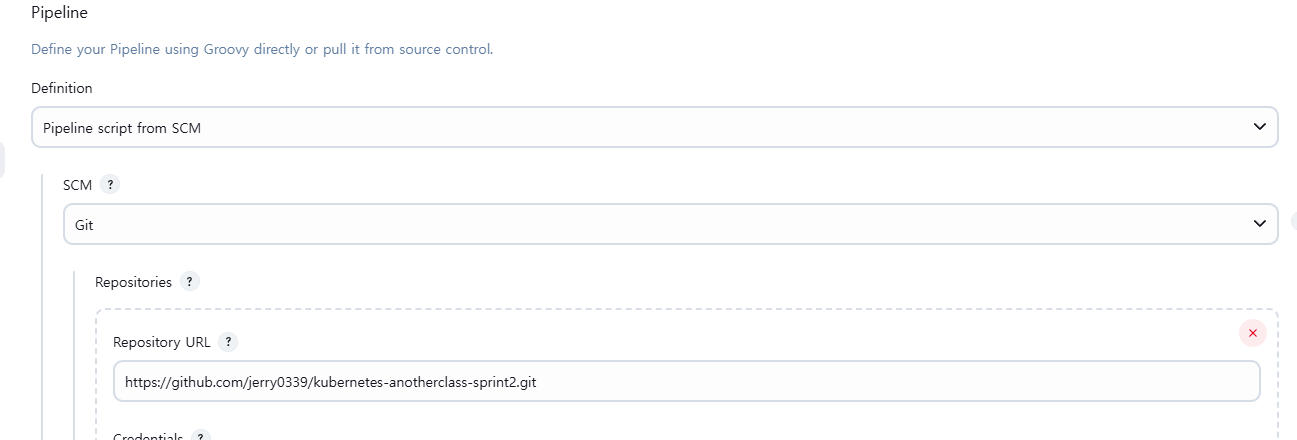 Pipeline
Define your Pipeline using Groovy directly or pull it from source control.
Definition
Pipeline script from SCM
SCM ?
Git
Repositories ?
Repository URL ?
https://github.com/jerry0339/kubernetes-anotherclass-sprint2.git
Credentials ?